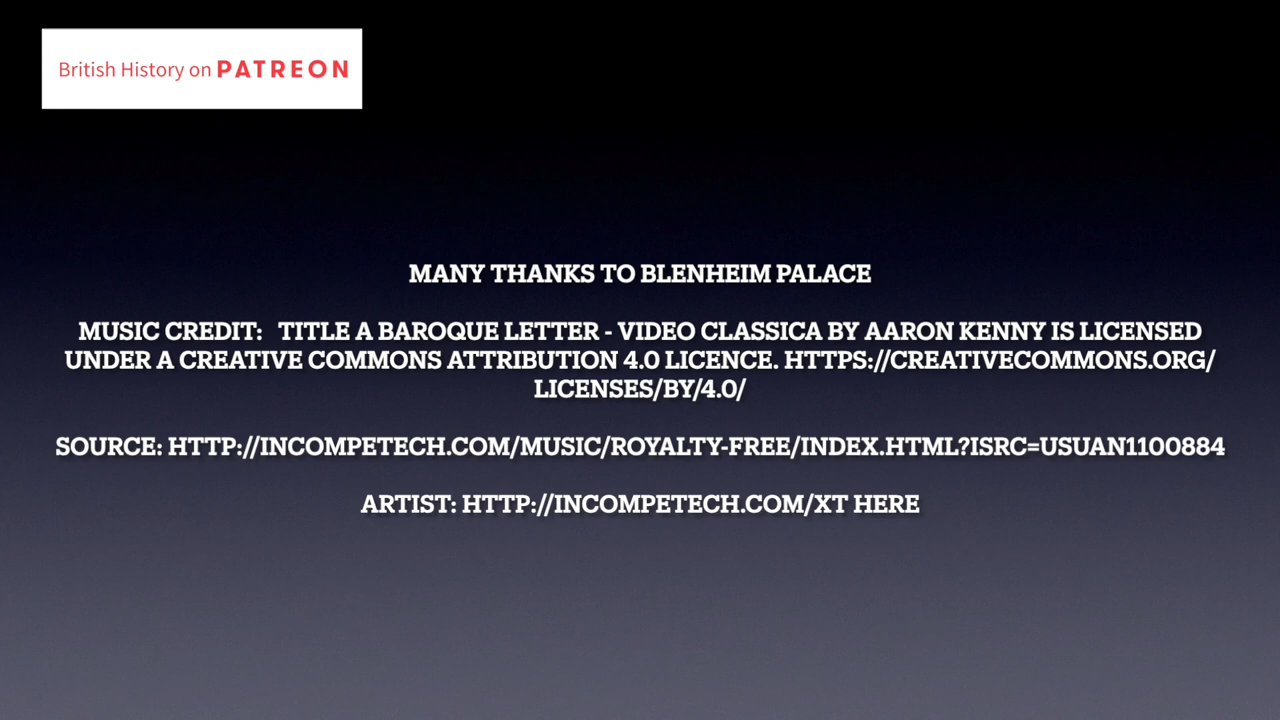 British History on PATREON
MANY THANKS TO BLENHEIM PALACE
MUSIC CREDIT: TITLE A BAROQUE LETTER - VIDEO CLASSICA BY AARON KENNY IS LICENSED
UNDER A CREATIVE COMMONS ATTRIBUTION 4.0 LICENCE. HTTPS://CREATIVECOMMONS.ORG/
LICENSES/BY/4.0/
SOURCE: HTTP://INCOMPETECH.COM/MUSIC/ROYALTY-FREE/INDEX.HTML?ISRC=USUAN1100884
ARTIST: HTTP://INCOMPETECH.COM/XT HERE